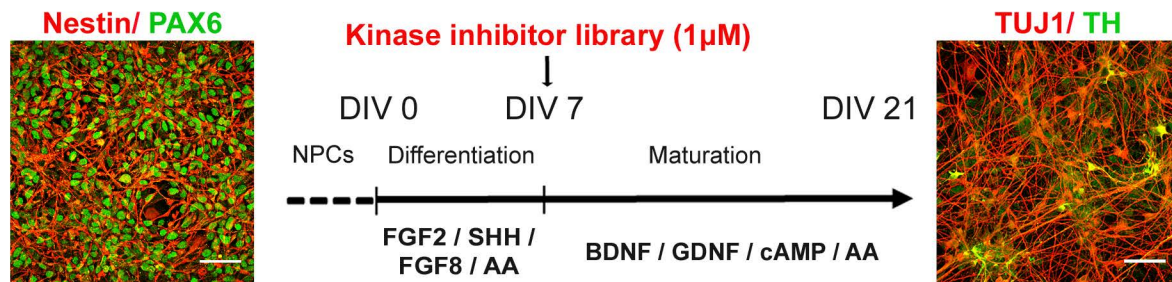 Nestin/ PAX6
Kinase inhibitor library (1µM)
TUJ1/ TH
DIV 0
DIV 7
DIV 21
NPCs
Differentiation
Maturation
FGF2 / SHH /
FGF8 / AA
BDNF / GDNF / cAMP / AA